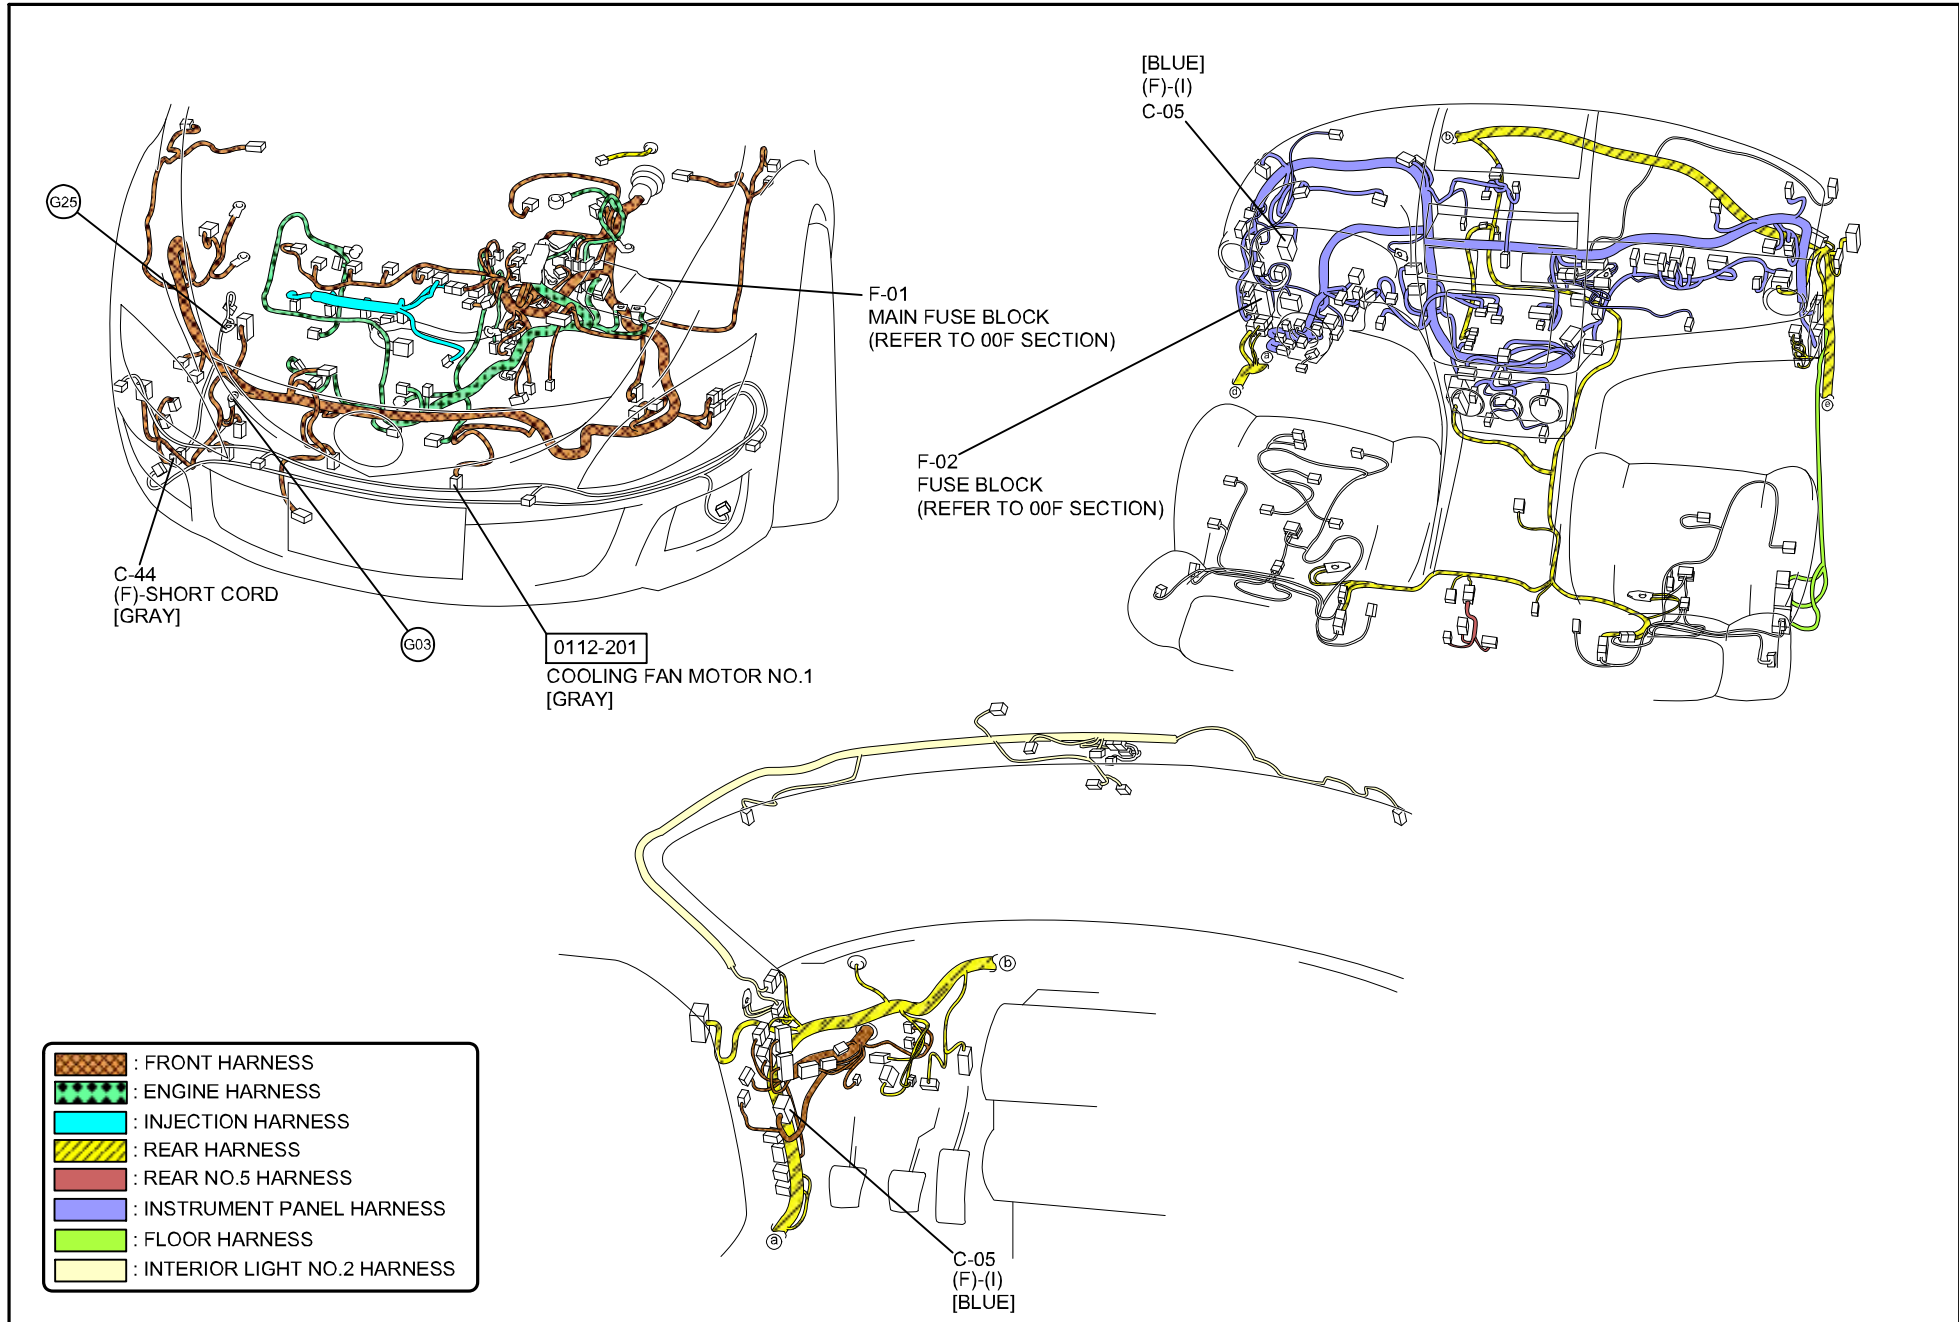 [BLUE]
(F)-(I)
C-05
b
G25
F-01
MAIN FUSE BLOCK
(REFER TO 00F SECTION)
a
d
e
F-02
FUSE BLOCK
(REFER TO 00F SECTION)
C-44
(F)-SHORT CORD
[GRAY]
G03
0112-201
COOLING FAN MOTOR NO.1
[GRAY]
b
a
: FRONT HARNESS
: ENGINE HARNESS
: INJECTION HARNESS
: REAR HARNESS
: REAR NO.5 HARNESS
: INSTRUMENT PANEL HARNESS
: FLOOR HARNESS
: INTERIOR LIGHT NO.2 HARNESS
C-05
(F)-(I)
[BLUE]